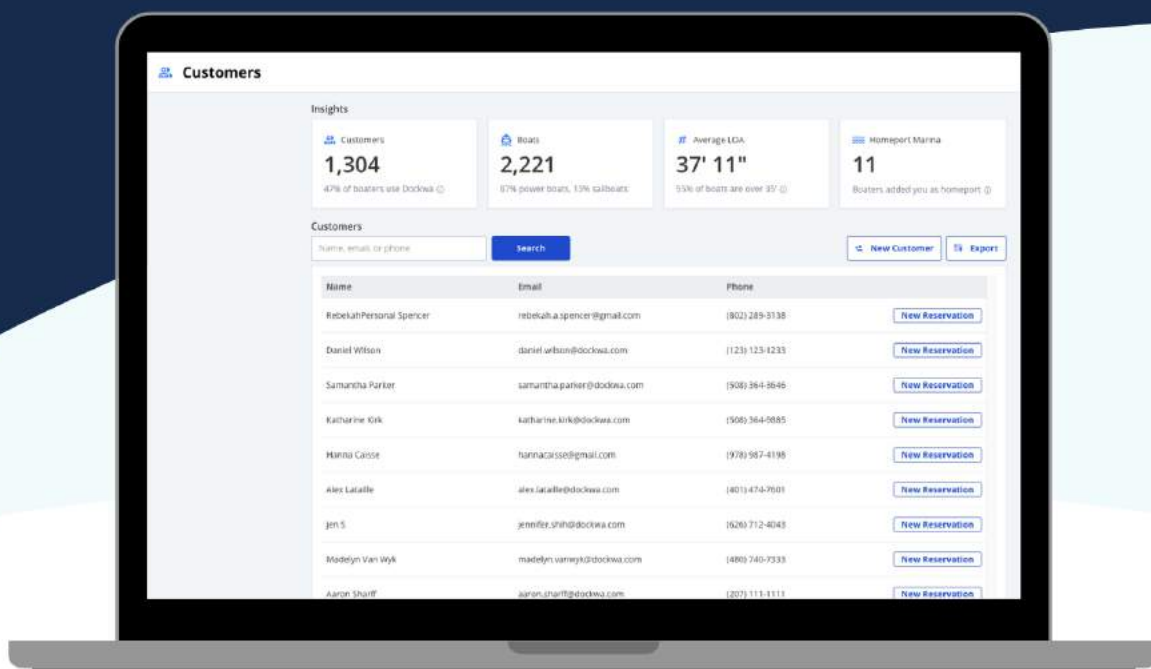 Customers
Insights
Customers
1,304
47% of boaters use Dockwa
Boats
2,221
87% power boats, 13% sailboats
Average LOA
37' 11"
55% of boats are over 35'
Homeport Marina
11
Boaters added you as homeport
Customers
Name, email, or phone
Search
New Customer
Export
Name Email Phone
RebekahPersonal Spencer rebekah.a.spencer@gmail.com (802) 289-3138 New Reservation
Daniel Wilson daniel.wilson@dockwa.com (123) 123-1233 New Reservation
Samantha Parker samantha.parker@dockwa.com (508) 364-3646 New Reservation
Katharine Kirk katharine.kirk@dockwa.com (508) 364-9885 New Reservation
Hanna Caisse hannacaisse@gmail.com (978) 987-4198 New Reservation
Alex Lataille alex.lataille@dockwa.com (401) 474-7601 New Reservation
Jen S jennifer.shih@dockwa.com (626) 712-4043 New Reservation
Madelyn Van Wyk madelyn.vanwyk@dockwa.com (480) 740-7333 New Reservation
Aaron Sharff aaron.sharff@dockwa.com (207) 111-1111 New Reservation